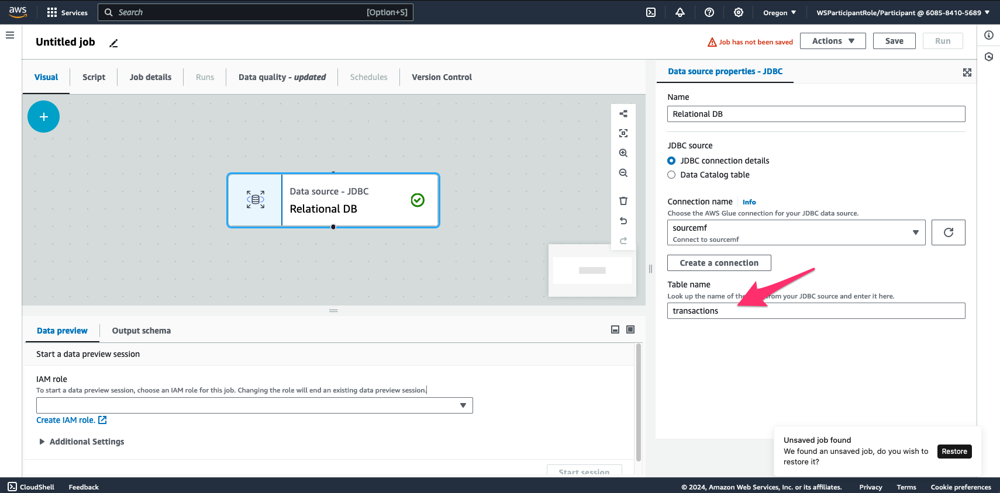 aws
Services
Search
[Option+S]
Oregon
WSParticipantRole/Participant @ 6085-8410-5689
Untitled job
Job has not been saved
Actions
Save
Run
Visual
Script
Job details
Runs
Data quality - updated
Schedules
Version Control
Data source - JDBC
Relational DB
Data source properties - JDBC
Name
Relational DB
JDBC source
JDBC connection details
Data Catalog table
Connection name
Info
Choose the AWS Glue connection for your JDBC data source.
sourcemf
Connect to sourcemf
Create a connection
Table name
Look up the name of the from your JDBC source and enter it here.
transactions
Data preview
Output schema
Start a data preview session
IAM role
To start a data preview session, choose an IAM role for this job. Changing the role will end an existing data preview session.
Create IAM role.
Additional Settings
Start session
Unsaved job found
We found an unsaved job, do you wish to
restore it?
Restore
CloudShell
Feedback
© 2024, Amazon Web Services, Inc. or its affiliates.
Privacy
Terms
Cookie preferences